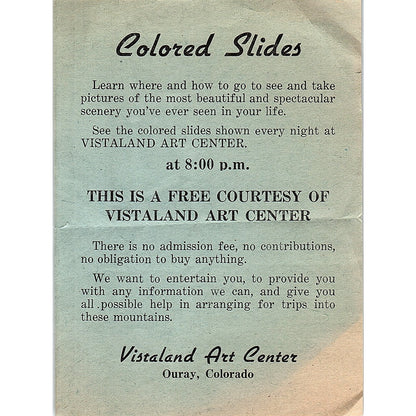 Colored Slides
Learn where and how to go to see and take
pictures of the most beautiful and spectacular
scenery you've ever seen in your life.
See the colored slides shown every night at
VISTALAND ART CENTER.
at 8:00 p.m.
THIS IS A FREE COURTESY OF
VISTALAND ART CENTER
There is no admission fee, no contributions,
no obligation to buy anything.
We want to entertain you, to provide you
with any information we can, and give you
all .possible help in arranging for trips into
these mountains.
Vistaland Art Center
Ouray, Colorado